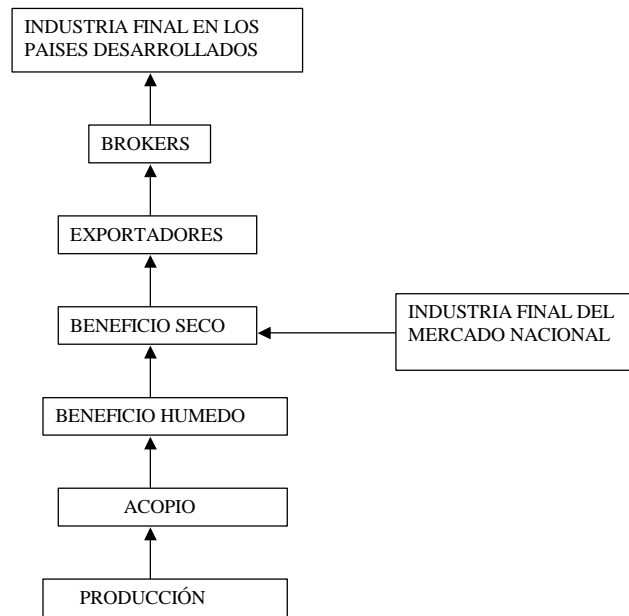 INDUSTRIA FINAL EN LOS
PAISES DESARROLLADOS
BROKERS
EXPORTADORES
BENEFICIO SECO
INDUSTRIA FINAL DEL
MERCADO NACIONAL
BENEFICIO HUMEDO
ACOPIO
PRODUCCIÓN